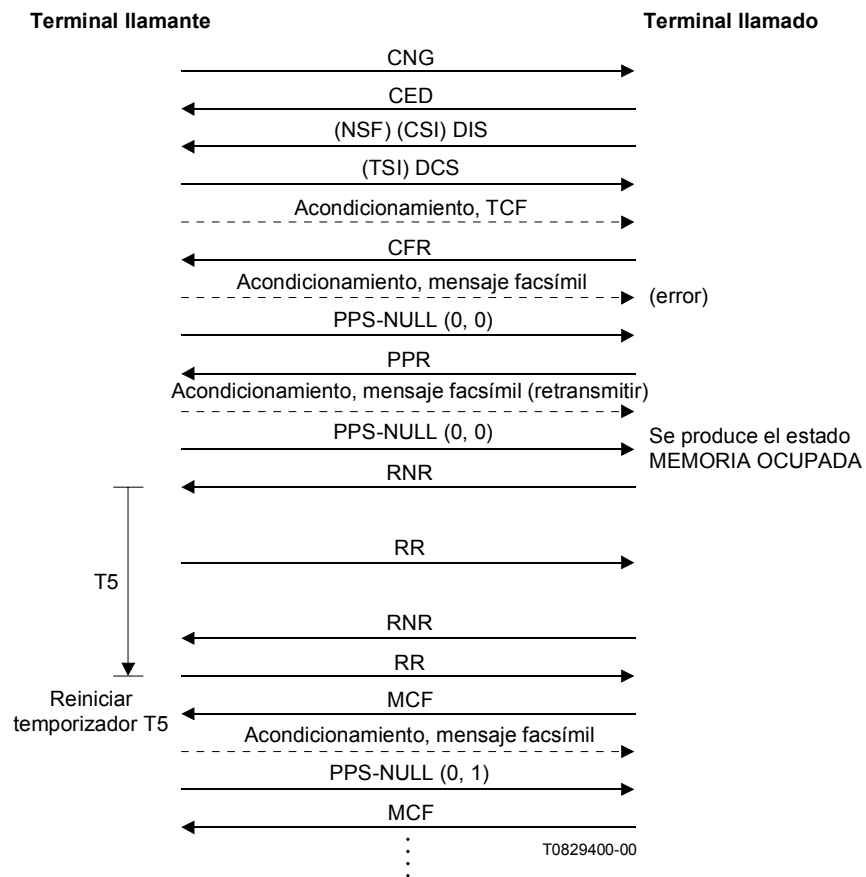 Terminal llamante
Terminal llamado
CNG
CED
(NSF) (CSI) DIS
(TSI) DCS
Acondicionamiento, TCF
CFR
Acondicionamiento, mensaje facsímil
(error)
PPS-NULL (0, 0)
PPR
Acondicionamiento, mensaje facsímil (retransmitir)
PPS-NULL (0, 0)
Se produce el estado
MEMORIA OCUPADA
RNR
RR
T5
RNR
RR
Reiniciar
temporizador T5
MCF
Acondicionamiento, mensaje facsímil
PPS-NULL (0, 1)
MCF
T0829400-00